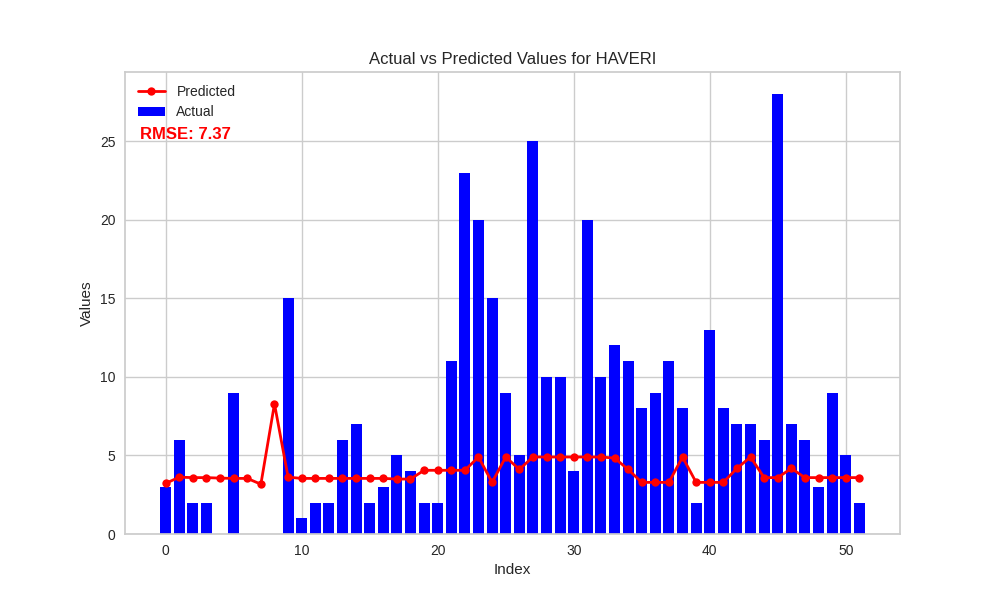 Actual vs Predicted Values for HAVERI
Predicted
Actual
RMSE: 7.37
Values
25
20
15
10
5
0
0 10 20 30 40 50
Index